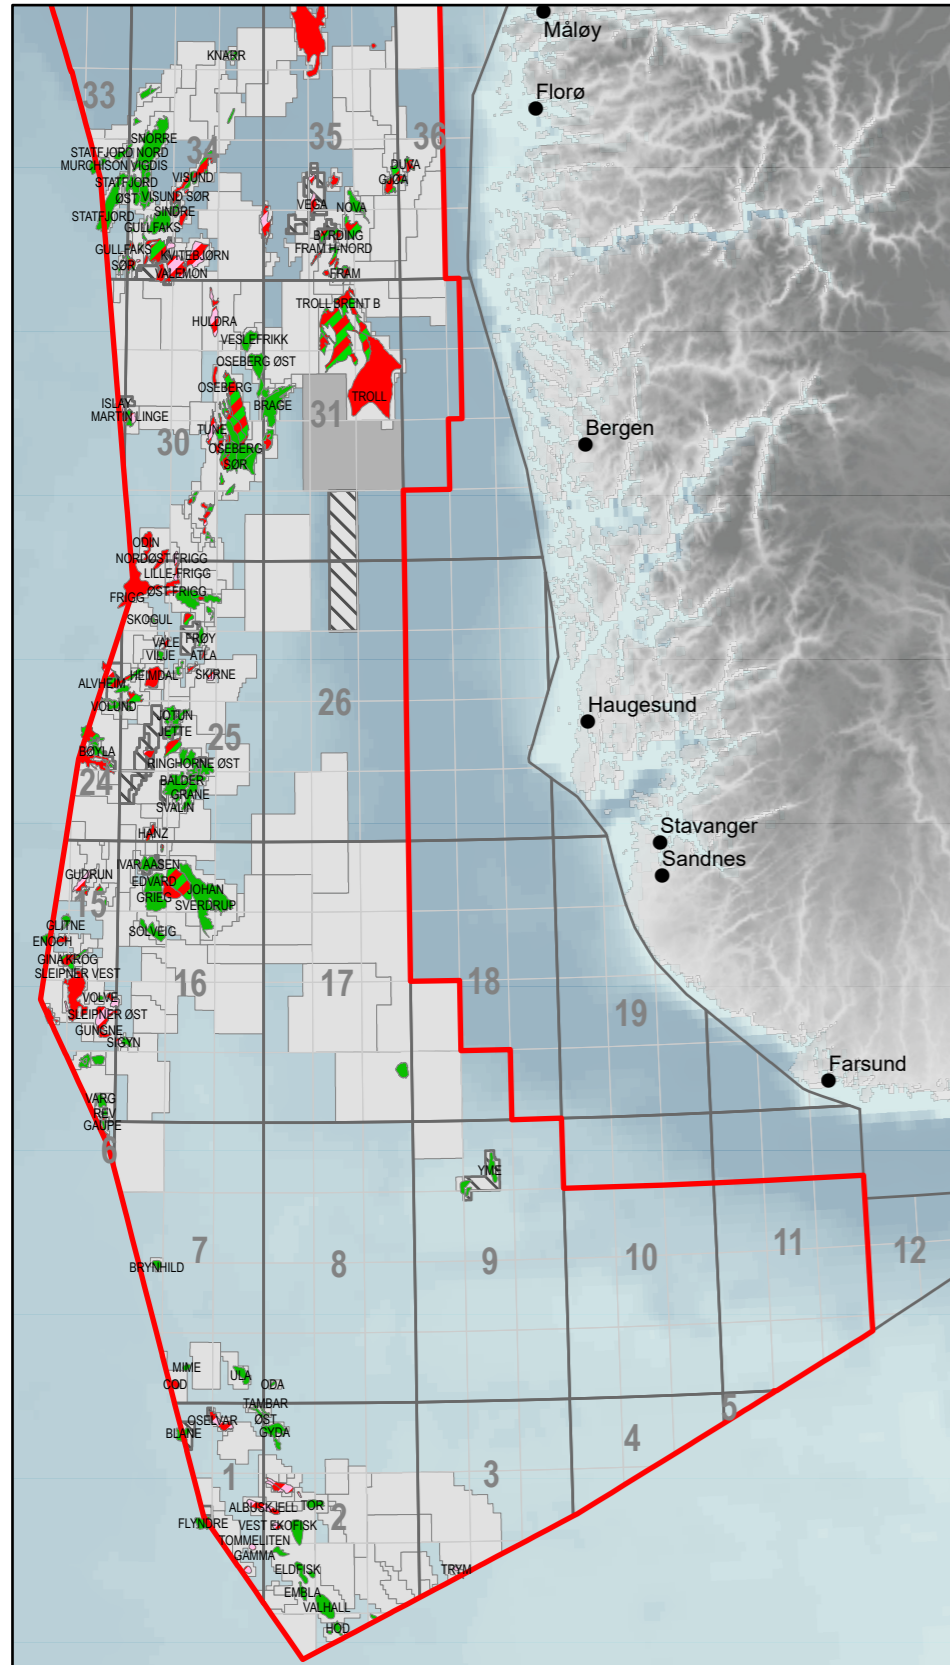 Måløy
KNARR
33
Florø
SNORRE
34
35
36
STATFJORD NORD
MURCHISON VIGDIS
DUVA
VISUND
GJØA
STATFJORD
ØST
VISUND SØR
VEGA
NOVA
SINDRE
STATFJORD
GULLFAKS
BYRDING
GULLFAKS
SØR
KVITEBJØRN
FRAM H-NORD
VALEMON
FRAM
TROLL BRENT B
HULDRA
VESLEFRIKK
OSEBERG ØST
OSEBERG
TROLL
ISLAY
BRAGE
MARTIN LINGE
31
TUNE
30
Bergen
OSEBERG
SØR
ODIN
NORDØST FRIGG
LILLE-FRIGG
ØST FRIGG
FRIGG
SKOGUL
VALE
FRØY
VILJE
ATLA
HEIMDAL
SKIRNE
ALVHEIM
VOLUND
26
JOTUN
Haugesund
JETTE
25
BØYLA
RINGHORNE ØST
24
BALDER
GRANE
SVALIN
HANZ
Stavanger
IVAR AASEN
Sandnes
GUDRUN
EDVARD
GRIEG
JOHAN
SVERDRUP
15
GLITNE
SOLVEIG
ENOCH
GINA KROG
SLEIPNER VEST
16
17
18
VOLVE
SLEIPNER ØST
19
GUNGNE
SIGYN
Farsund
VARG
REV
GAUPE
6
YME
7
8
9
10
11
12
BRYNHILD
MIME
ULA
COD
ODA
TAMBAR
ØST
OSELVAR
GYDA
BLANE
5
4
3
1
ALBUSKJELL
TOR
2
FLYNDRE
VEST EKOFISK
TOMMELITEN
GAMMA
ELDFISK
TRYM
EMBLA
VALHALL
HOD